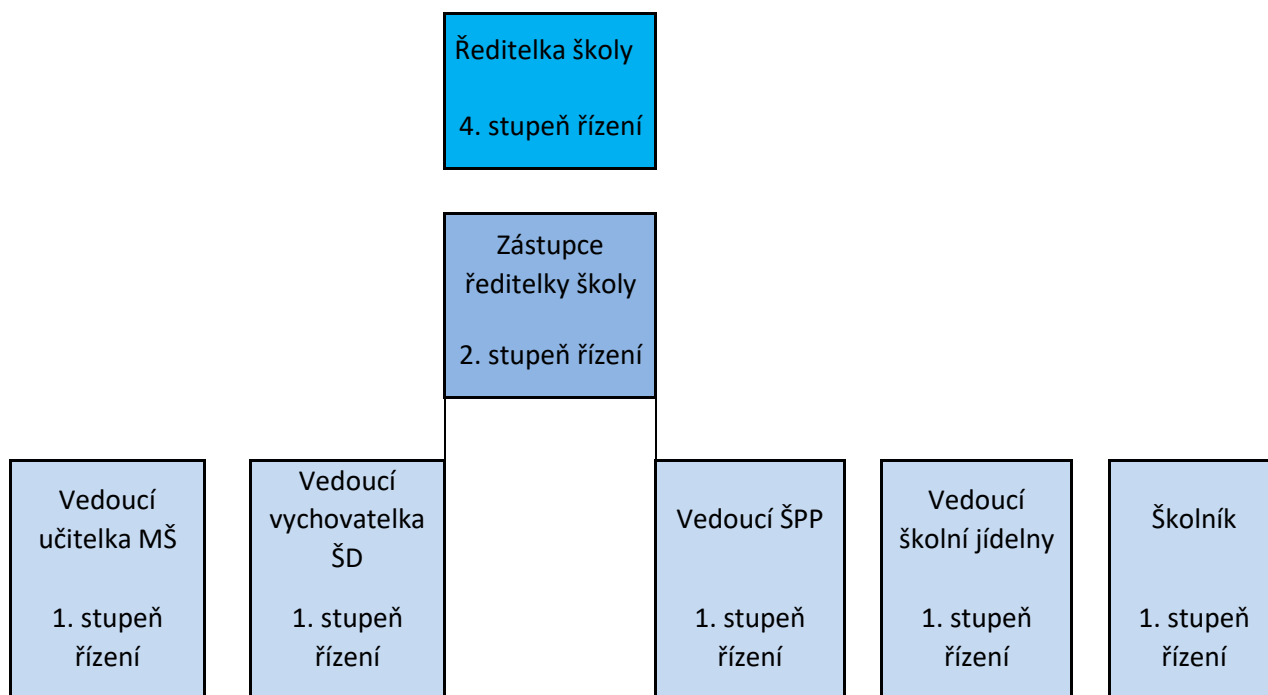 Ředitelka školy
4. stupeň řízení
Zástupce
ředitelky školy
2. stupeň řízení
Vedoucí
učitelka MŠ
1. stupeň
řízení
Vedoucí
vychovatelka
ŠD
1. stupeň
řízení
Vedoucí ŠPP
1. stupeň
řízení
Vedoucí
školní jídelny
1. stupeň
řízení
Školník
1. stupeň
řízení